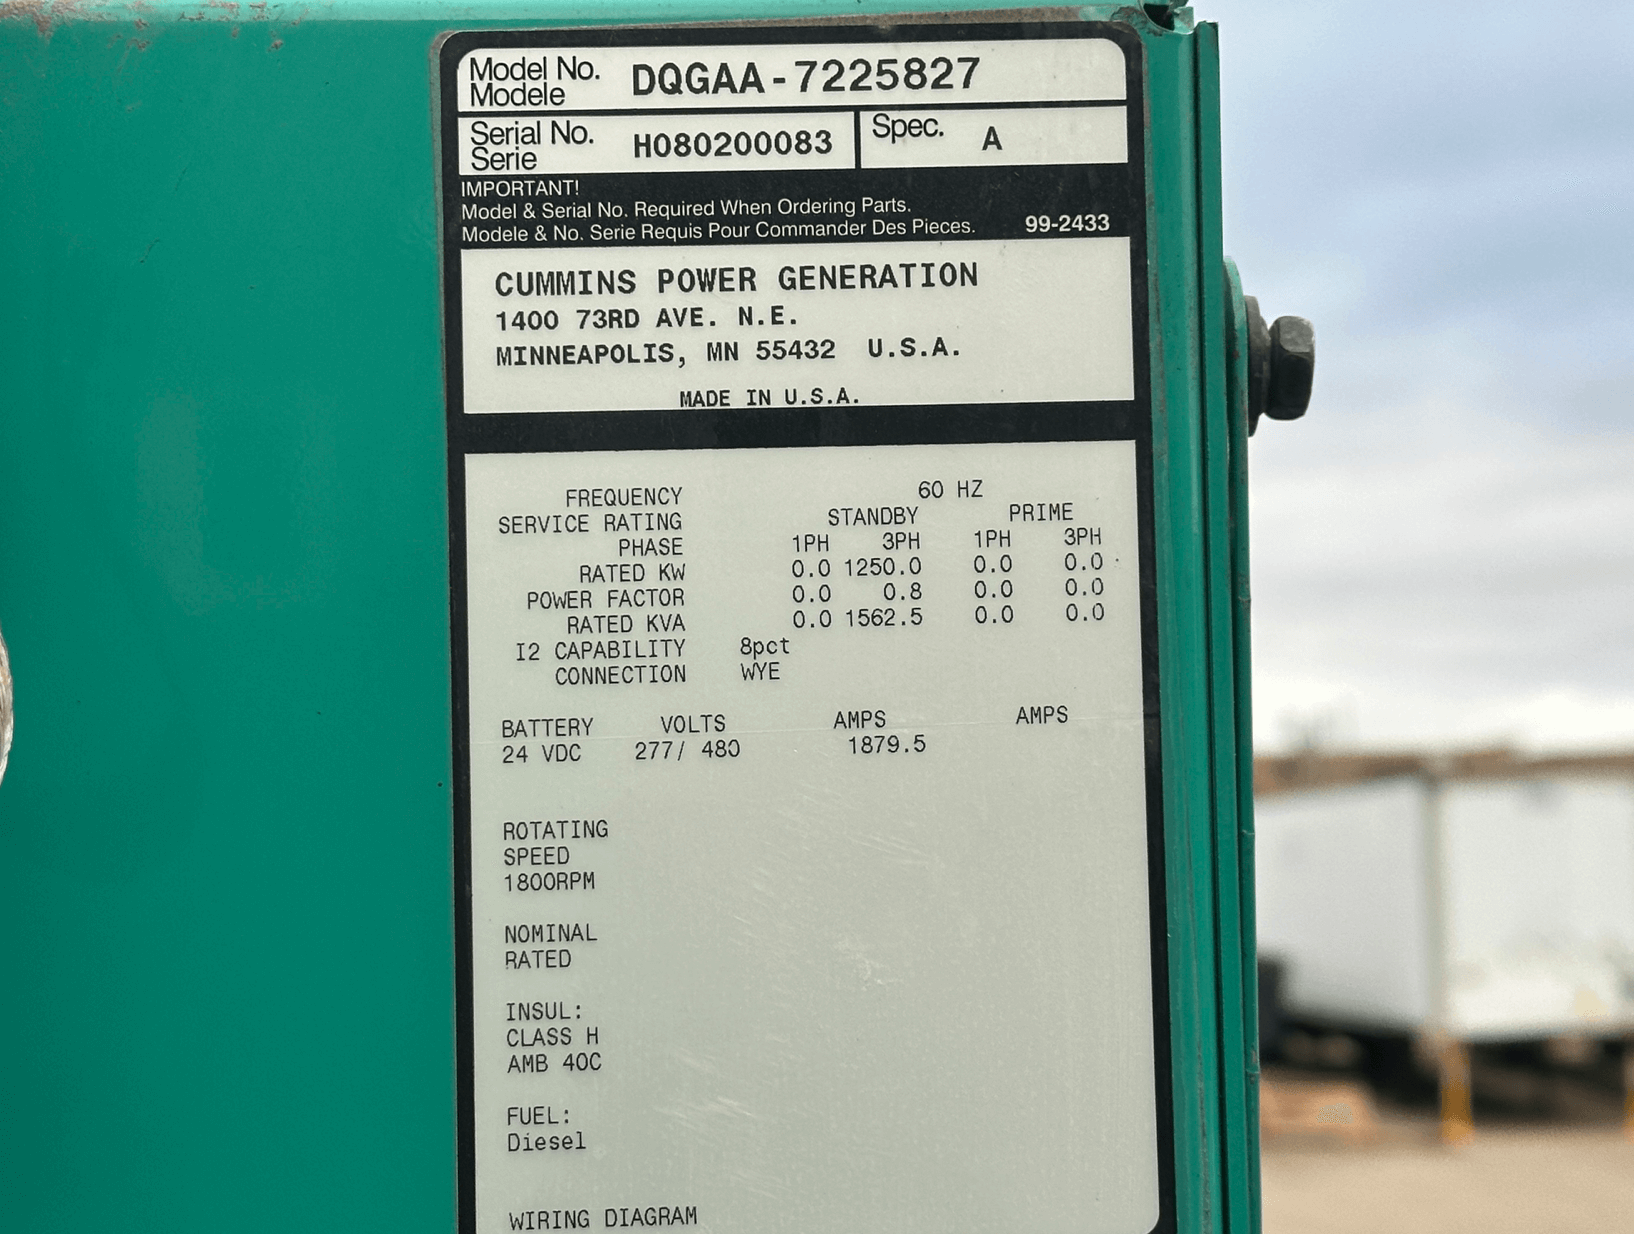 Model No. DQGAA-7225827
Modele
Serial No. H080200083 Spec. A
Serie
IMPORTANT!
Model & Serial No. Required When Ordering Parts.
Modele & No. Serie Requis Pour Commander Des Pieces. 99-2433
CUMMINS POWER GENERATION
1400 73RD AVE. N.E.
MINNEAPOLIS, MN 55432 U.S.A.
MADE IN U.S.A.
FREQUENCY 60 HZ
SERVICE RATING STANDBY PRIME
PHASE 1PH 3PH 1PH 3PH
RATED KW 0.0 1250.0 0.0 0.0
POWER FACTOR 0.0 0.8 0.0 0.0
RATED KVA 0.0 1562.5 0.0 0.0
I2 CAPABILITY 8pct
CONNECTION WYE
BATTERY VOLTS AMPS AMPS
24 VDC 277/ 480 1879.5
ROTATING
SPEED
1800RPM
NOMINAL
RATED
INSUL:
CLASS H
AMB 40C
FUEL:
Diesel
WIRING DIAGRAM